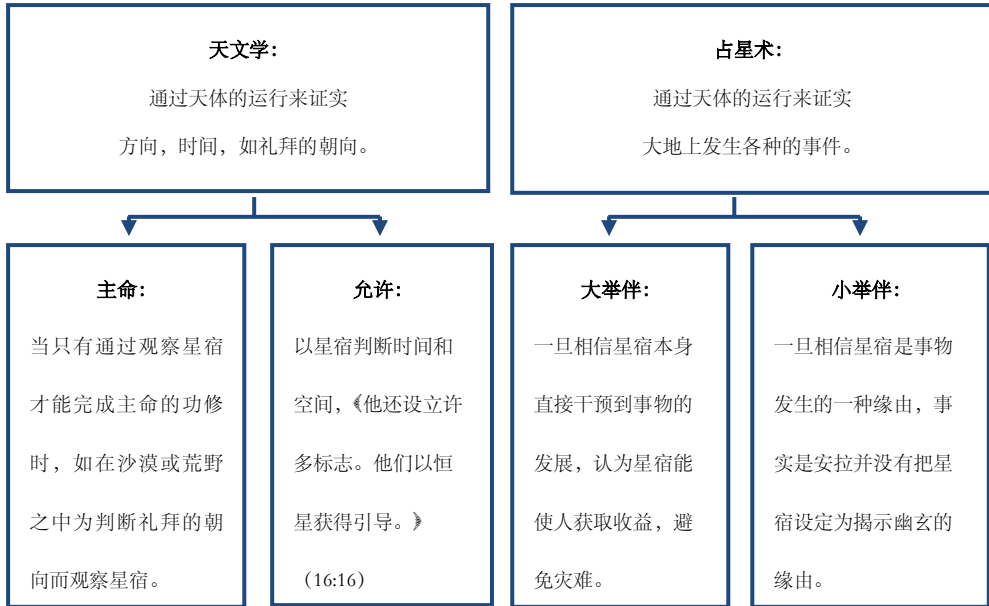 天文学：
通过天体的运行来证实
方向，时间，如礼拜的朝向。
占星术：
通过天体的运行来证实
大地上发生各种的事件。
主命：
当只有通过观察星宿
才能完成主命的功修
时，如在沙漠或荒野
之中为判断礼拜的朝
向而观察星宿。
允许：
以星宿判断时间和
空间，﴿他还设立许
多标志。他们以恒
星获得引导。﴾
（16:16）
大举伴：
一旦相信星宿本身
直接干预到事物的
发展，认为星宿能
使人获取收益，避
免灾难。
小举伴：
一旦相信星宿是事物
发生的一种缘由，事
实是安拉并没有把星
宿设定为揭示幽玄的
缘由。